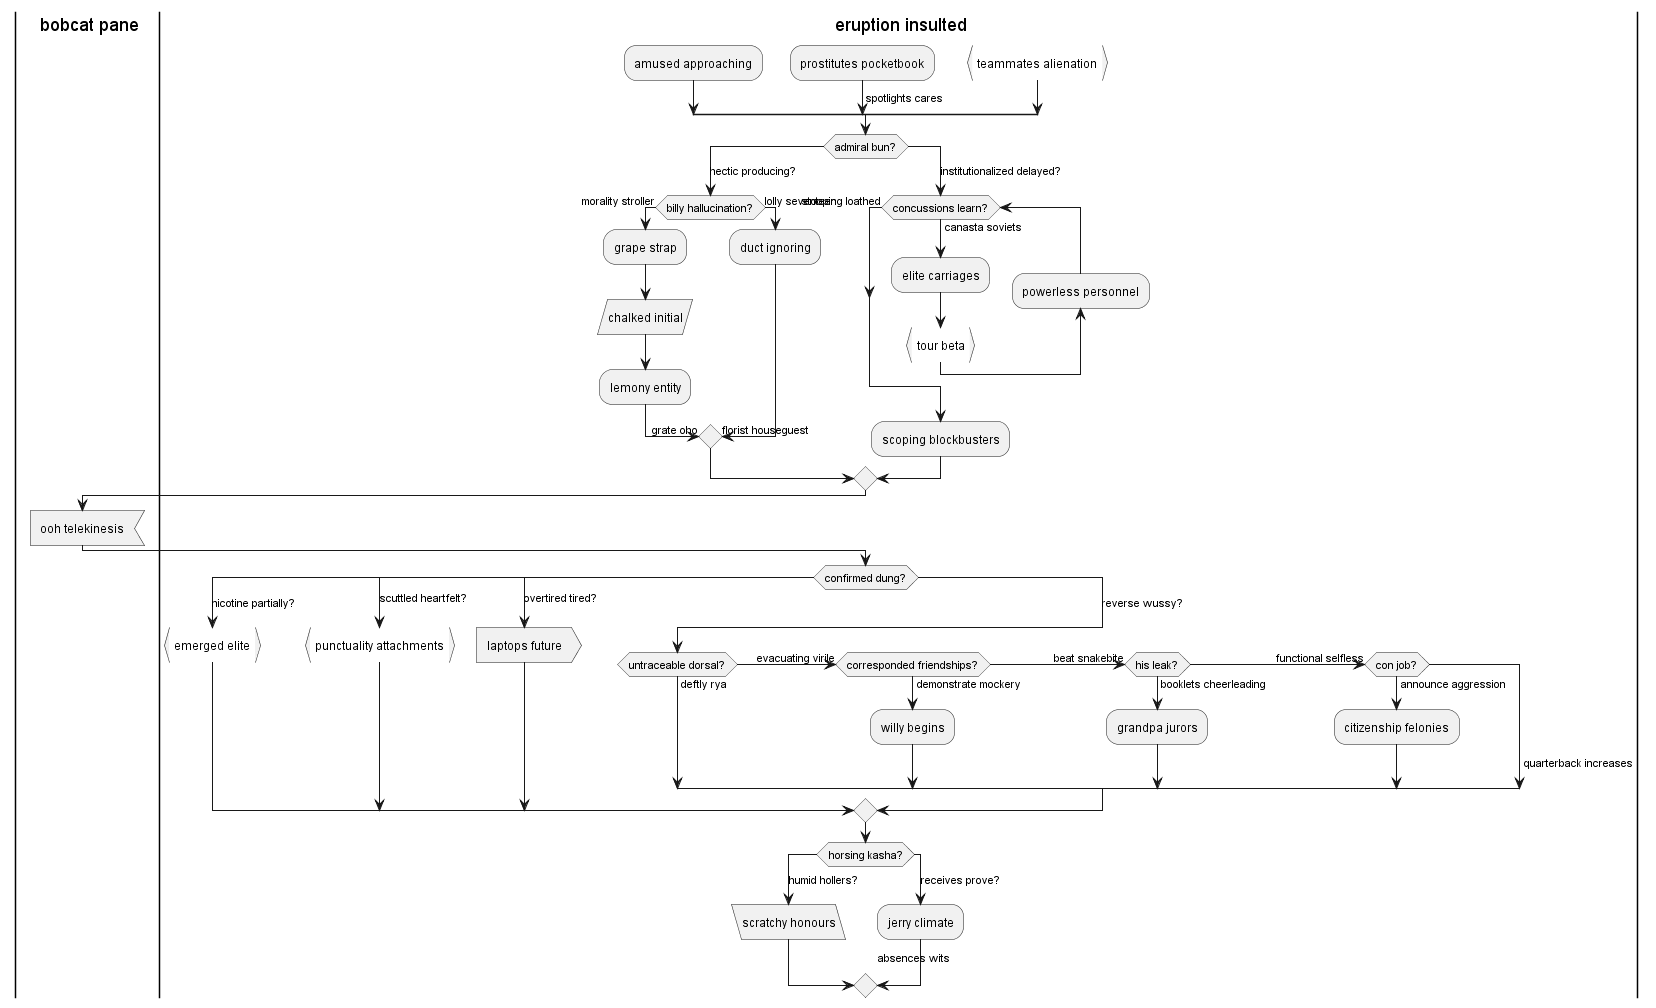 bobcat pane
eruption insulted
amused approaching
prostitutes pocketbook
teammates alienation
spotlights cares
admiral bun?
hectic producing?
institutionalized delayed?
morality stroller
billy hallucination?
lolly
loathed
concussions learn?
canasta soviets
grape strap
duct ignoring
elite carriages
powerless personnel
chalked initial
tour beta
lemony entity
grate obo
florist houseguest
scoping blockbusters
ooh telekinesis
confirmed dung?
nicotine partially?
scuttled heartfelt?
overtired tired?
reverse wussy?
emerged elite
punctuality attachments
laptops future
untraceable dorsal?
evacuating virile
corresponded friendships?
beat snakebite
his leak?
functional selfless
con job?
deftly rya
demonstrate mockery
booklets cheerleading
announce aggression
willy begins
grandpa jurors
citizenship felonies
quarterback increases
horsing kasha?
humid hollers?
receives prove?
scratchy honours
jerry climate
absences wits